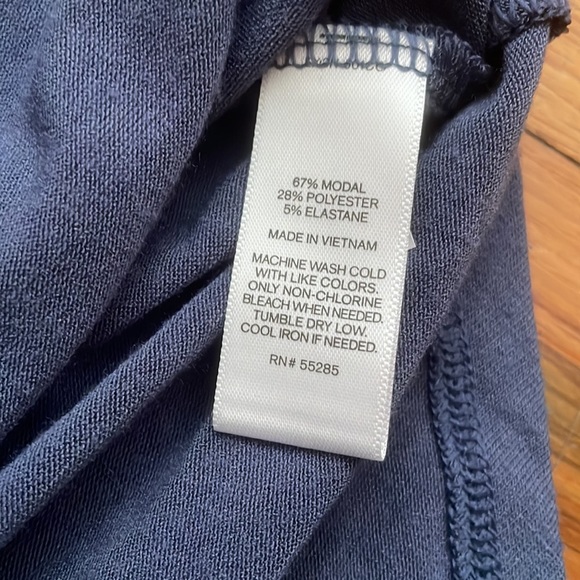 67% MODAL
28% POLYESTER
5% ELASTANE
MADE IN VIETNAM
MACHINE WASH COLD
WITH LIKE COLORS.
ONLY NON-CHLORINE
BLEACH WHEN NEEDED.
TUMBLE DRY LOW.
COOL IRON IF NEEDED.
RN# 55285